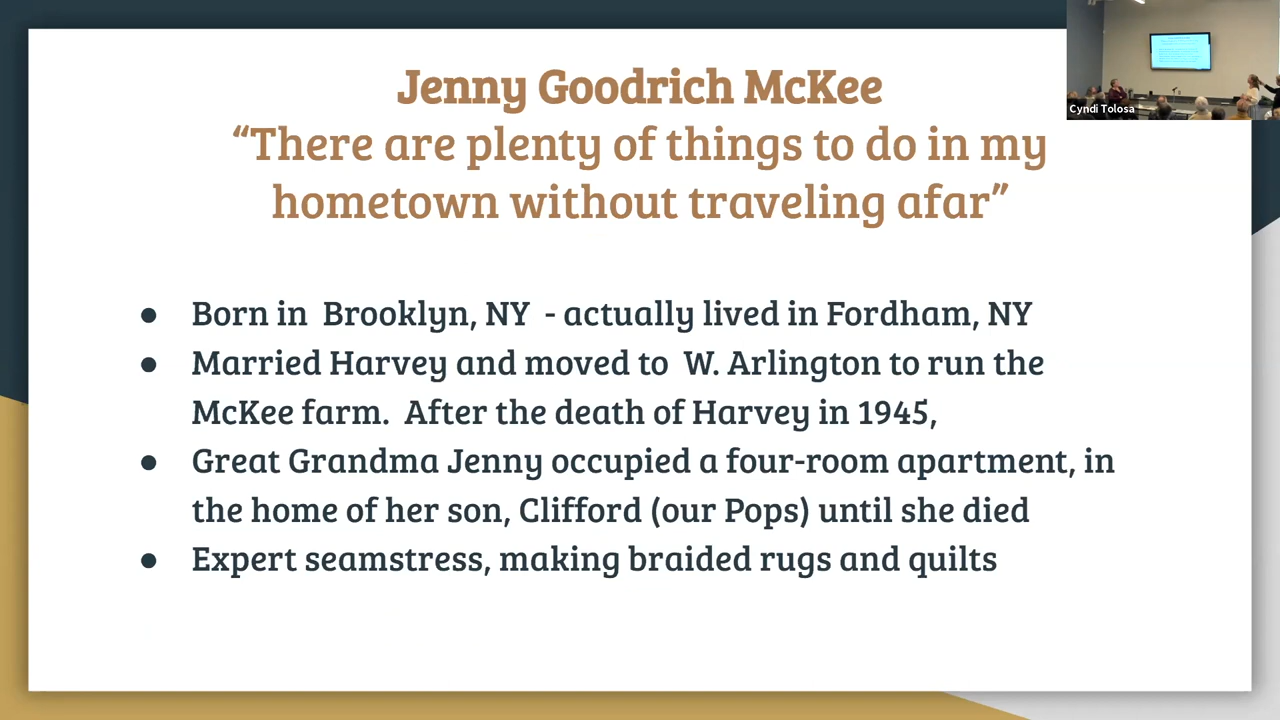 Jenny Goodrich McKee
“There are plenty of things to do in my
hometown without traveling afar”
● Born in Brooklyn, NY - actually lived in Fordham, NY
● Married Harvey and moved to W. Arlington to run the
McKee farm. After the death of Harvey in 1945,
● Great Grandma Jenny occupied a four-room apartment, in
the home of her son, Clifford (our Pops) until she died
● Expert seamstress, making braided rugs and quilts
Cyndi Tolosa